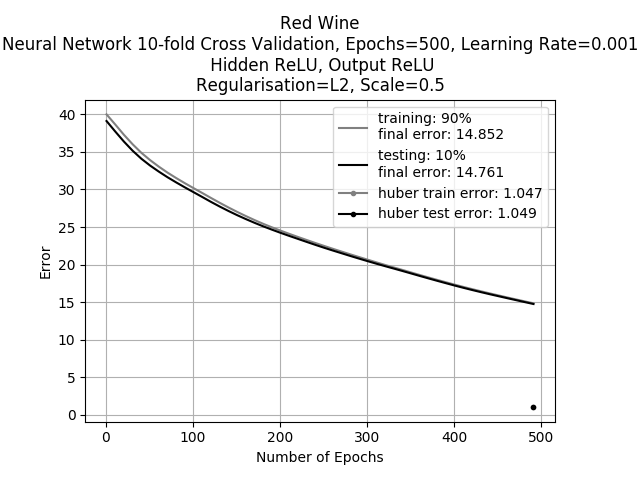 Red Wine
Neural Network 10-fold Cross Validation, Epochs=500, Learning Rate=0.001
Hidden ReLU, Output ReLU
Regularisation=L2, Scale=0.5
training: 90%
final error: 14.852
testing: 10%
final error: 14.761
huber train error: 1.047
huber test error: 1.049
Error
40
35
30
25
20
15
10
5
0
0 100 200 300 400 500
Number of Epochs